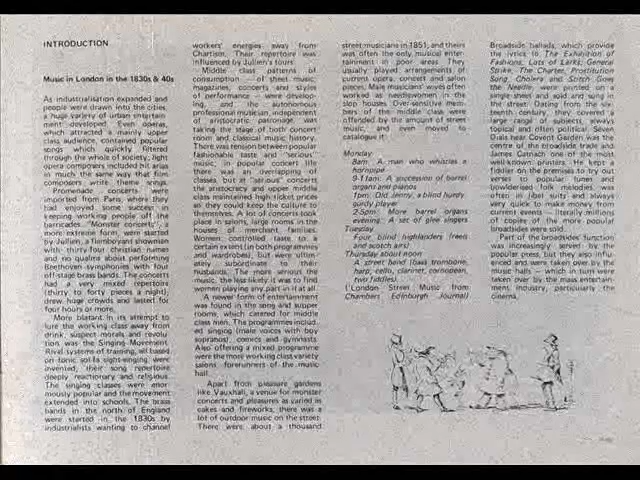 INTRODUCTION
Music in London in the 1830s & 40s
As industrialisation expanded and
people were drawn into the cities,
a huge variety of urban entertain-
ment developed. Even operas,
which attracted a mainly upper
class audience, contained popular
songs which quickly filtered
through the whole of society, light
opera composers included hit arias
in much the same way that film
composers write theme songs.
Promenade concerts were
imported from Paris where they
had enjoyed some success in
keeping working people off the
barricades. "Monster concerts", a
more extreme form, were started
by Jullien, a flamboyant showman
with thirty-four christian names
and no qualms about performing
Beethoven symphonies with four
off-stage brass bands. The concerts
had a very mixed repertoire
(thirty to forty pieces a night),
drew huge crowds and lasted for
four hours or more.
More blatant in its attempt to
lure the working class away from
drink, suspect morals and revolu-
tion was the Singing Movement.
Rival systems of training, all based
on tonic sol-fa sight-singing, were
invented, their song repertoire
deeply reactionary and religious.
The singing classes were enor-
mously popular and the movement
extended into schools. The brass
bands in the north of England
were started in the 1830s by
industrialists wanting to channel
workers' energies away from
Chartism. Their repertoire was
influenced by Jullien's tours.
Middle class patterns of
consumption — of sheet music,
magazines, concerts and styles
of performance — were develop-
ing, and the autonomous
professional musician, independent
of aristocratic patronage, was
taking the stage of both concert
room and classical music history.
There was tension between popular
fashionable taste and "serious"
music; in popular concert life
there was an overlapping of
classes, but at "serious" concerts
the aristocracy and upper middle
class maintained high ticket prices
so they could keep the culture to
themselves. A lot of concerts took
place in salons, large rooms in the
houses of merchant families.
Women controlled taste to a
certain extent (in both programmes
and wardrobe), but were ultim-
ately subordinate to their
husbands. The more serious the
music, the less likely it was to find
women playing any part in it at all.
A newer form of entertainment
was found in the song and supper
rooms, which catered for middle
class men. The programmes includ-
ed singing (male voices with boy
sopranos), comics and gymnasts.
Also offering a mixed programme
were the more working class variety
salons, forerunners of the music
hall.
Apart from pleasure gardens
like Vauxhall, a venue for monster
concerts and pleasures as varied as
cakes and fireworks, there was a
lot of outdoor music on the street.
There were about a thousand
street musicians in 1851, and theirs
was often the only musical enter-
tainment in poor areas. They
usually played arrangements of
current opera, concert and salon
pieces. Male musicians' wives often
worked as needlewomen in the
slop houses. Over-sensitive mem-
bers of the middle class were
offended by the amount of street
music, and even moved to
catalogue it:
Monday
8am: A man who whistles a
hornpipe
9-11am: A succession of barrel
organs and pianos
1pm: Old Jenny, a blind hurdy
gurdy player
2-5pm: More barrel organs
evening: A set of glee singers
Tuesday
Four blind highlanders (reels
and scotch airs)
Thursday about noon
A street band (bass trombone,
harp, cello, clarinet, cornopean,
two fiddles).
('London Street Music' from
Chambers Edinburgh Journal)
Broadside ballads, which provide
the lyrics to The Exhibition of
Fashions, Lots of Larks, General
Strike, The Charter, Prostitution
Song, Cholera and Stitch Goes
the Needle, were printed on a
single sheet and sold and sung in
the street. Dating from the six-
teenth century, they covered a
large range of subjects, always
topical and often political. Seven
Dials near Covent Garden was the
centre of the broadside trade and
James Catnach one of the most
well-known printers. He kept a
fiddler on the premises to try out
verses to popular tunes and
bowlderised folk melodies, was
often in libel suits and always
very quick to make money from
current events — literally millions
of copies of the more popular
broadsides were sold.
Part of the broadsides' function
was increasingly served by the
popular press, but they also influ-
enced and were taken over by the
music halls — which in turn were
taken over by the mass entertain-
ment industry, particularly the
cinema.